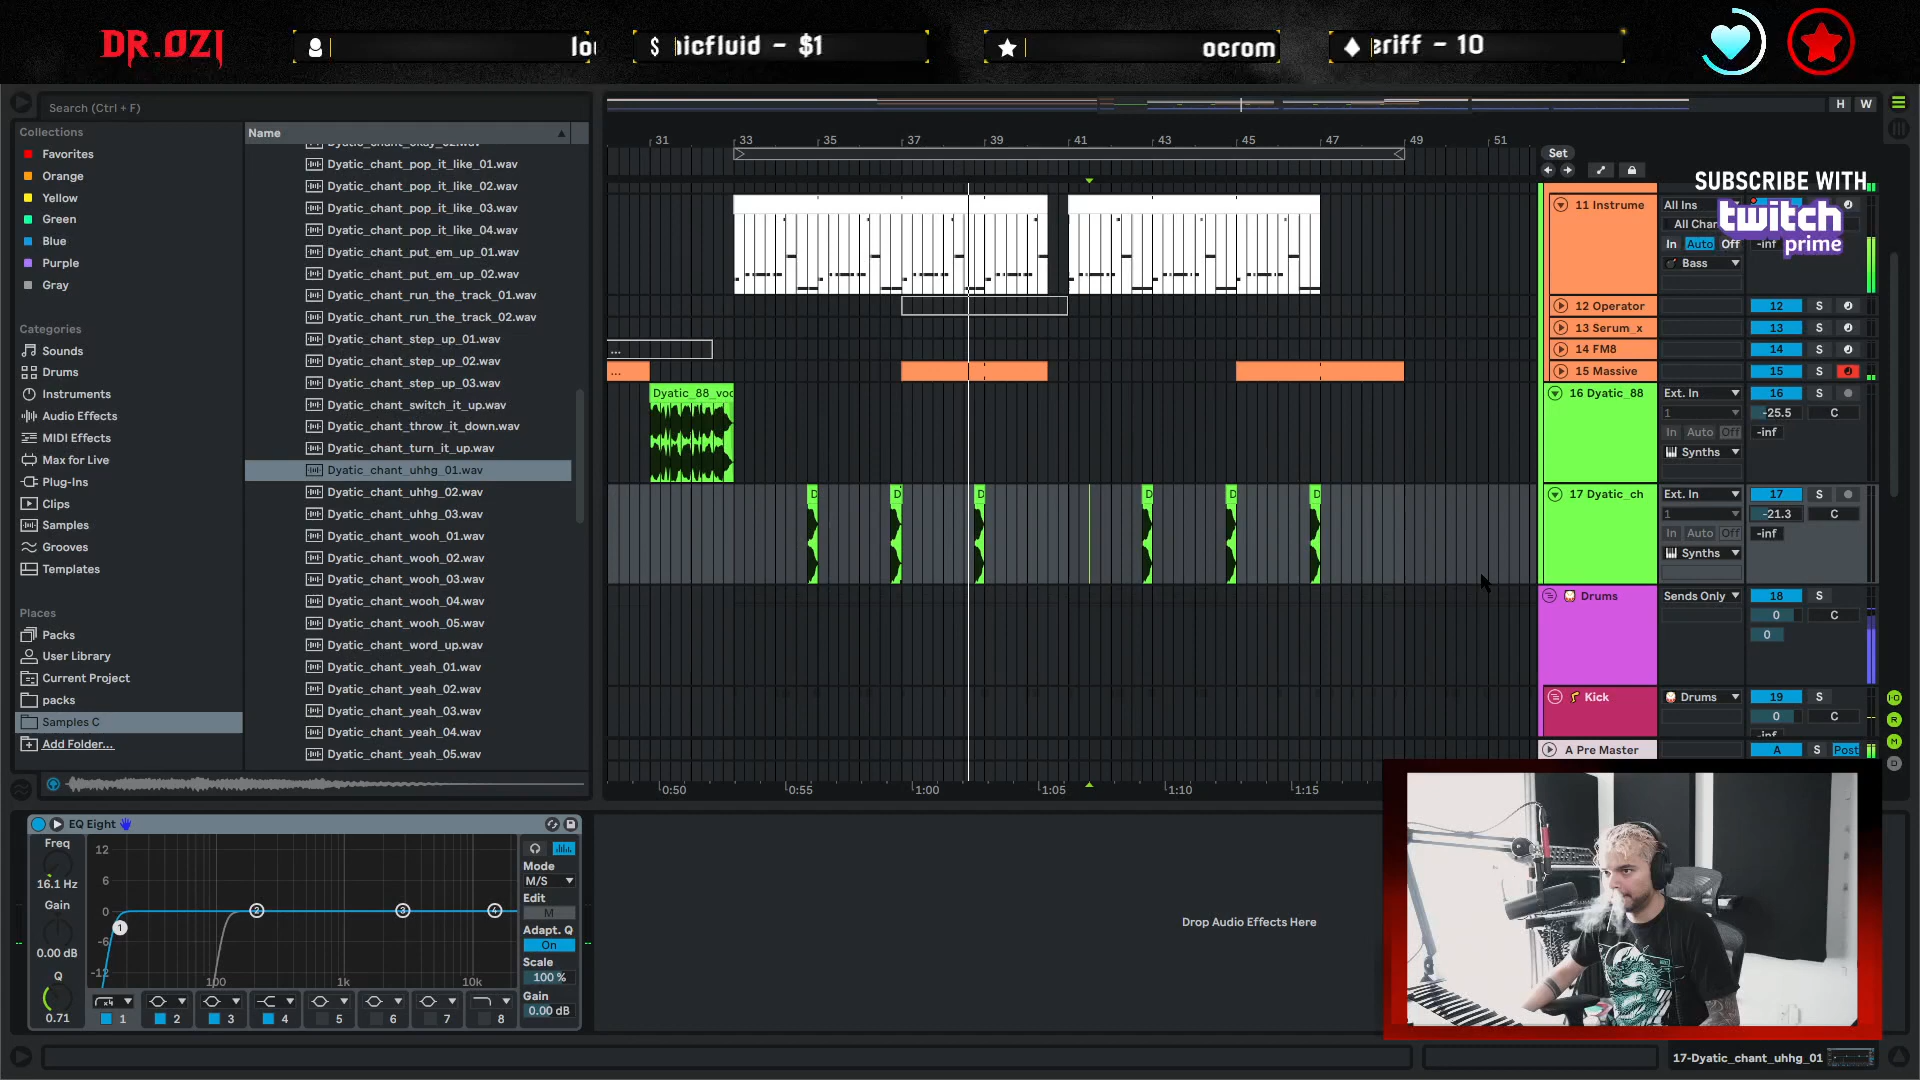 DR.OZI
lou
$ nicfluid - $1
ocrom
eriff - 10
Search (Ctrl + F)
H W
Collections
Favorites
Orange
Yellow
Green
Blue
Purple
Gray
Categories
Sounds
Drums
Instruments
Audio Effects
MIDI Effects
Max for Live
Plug-Ins
Clips
Samples
Grooves
Templates
Places
Packs
User Library
Current Project
packs
Samples C
Add Folder...
Name
Dyatic_chant_okay_02.wav
Dyatic_chant_pop_it_like_01.wav
Dyatic_chant_pop_it_like_02.wav
Dyatic_chant_pop_it_like_03.wav
Dyatic_chant_pop_it_like_04.wav
Dyatic_chant_put_em_up_01.wav
Dyatic_chant_put_em_up_02.wav
Dyatic_chant_run_the_track_01.wav
Dyatic_chant_run_the_track_02.wav
Dyatic_chant_step_up_01.wav
Dyatic_chant_step_up_02.wav
Dyatic_chant_step_up_03.wav
Dyatic_chant_switch_it_up.wav
Dyatic_chant_throw_it_down.wav
Dyatic_chant_turn_it_up.wav
Dyatic_chant_uhhg_01.wav
Dyatic_chant_uhhg_02.wav
Dyatic_chant_uhhg_03.wav
Dyatic_chant_wooh_01.wav
Dyatic_chant_wooh_02.wav
Dyatic_chant_wooh_03.wav
Dyatic_chant_wooh_04.wav
Dyatic_chant_wooh_05.wav
Dyatic_chant_word_up.wav
Dyatic_chant_yeah_01.wav
Dyatic_chant_yeah_02.wav
Dyatic_chant_yeah_03.wav
Dyatic_chant_yeah_04.wav
Dyatic_chant_yeah_05.wav
31 33 35 37 39 41 43 45 47 49 51
Set
...
...
Dyatic_88_voc
D D D D D D
0:50 0:55 1:00 1:05 1:10 1:15
SUBSCRIBE WITH
twitch
prime
11 Instrume All Ins
All Chan
In Auto Off -inf
Bass
12 Operator 12 S
13 Serum_x 13 S
14 FM8 14 S
15 Massive 15 S
16 Dyatic_88 Ext. In 16 S
1 -25.5 C
In Auto Off -inf
Synths
17 Dyatic_ch Ext. In 17 S
1 -21.3 C
In Auto Off -inf
Synths
Drums Sends Only 18 S
0 C
0
Kick Drums 19 S
0 C
-inf
A Pre Master A S Post
I·O
R
M
D
EQ Eight
Freq
16.1 Hz
Gain
0.00 dB
Q
0.71
12
6
0
-6
-12
100 1k 10k
1 2 3 4
x4
1 2 3 4 5 6 7 8
Mode
M/S
Edit
M
Adapt. Q
On
Scale
100 %
Gain
0.00 dB
Drop Audio Effects Here
17-Dyatic_chant_uhhg_01